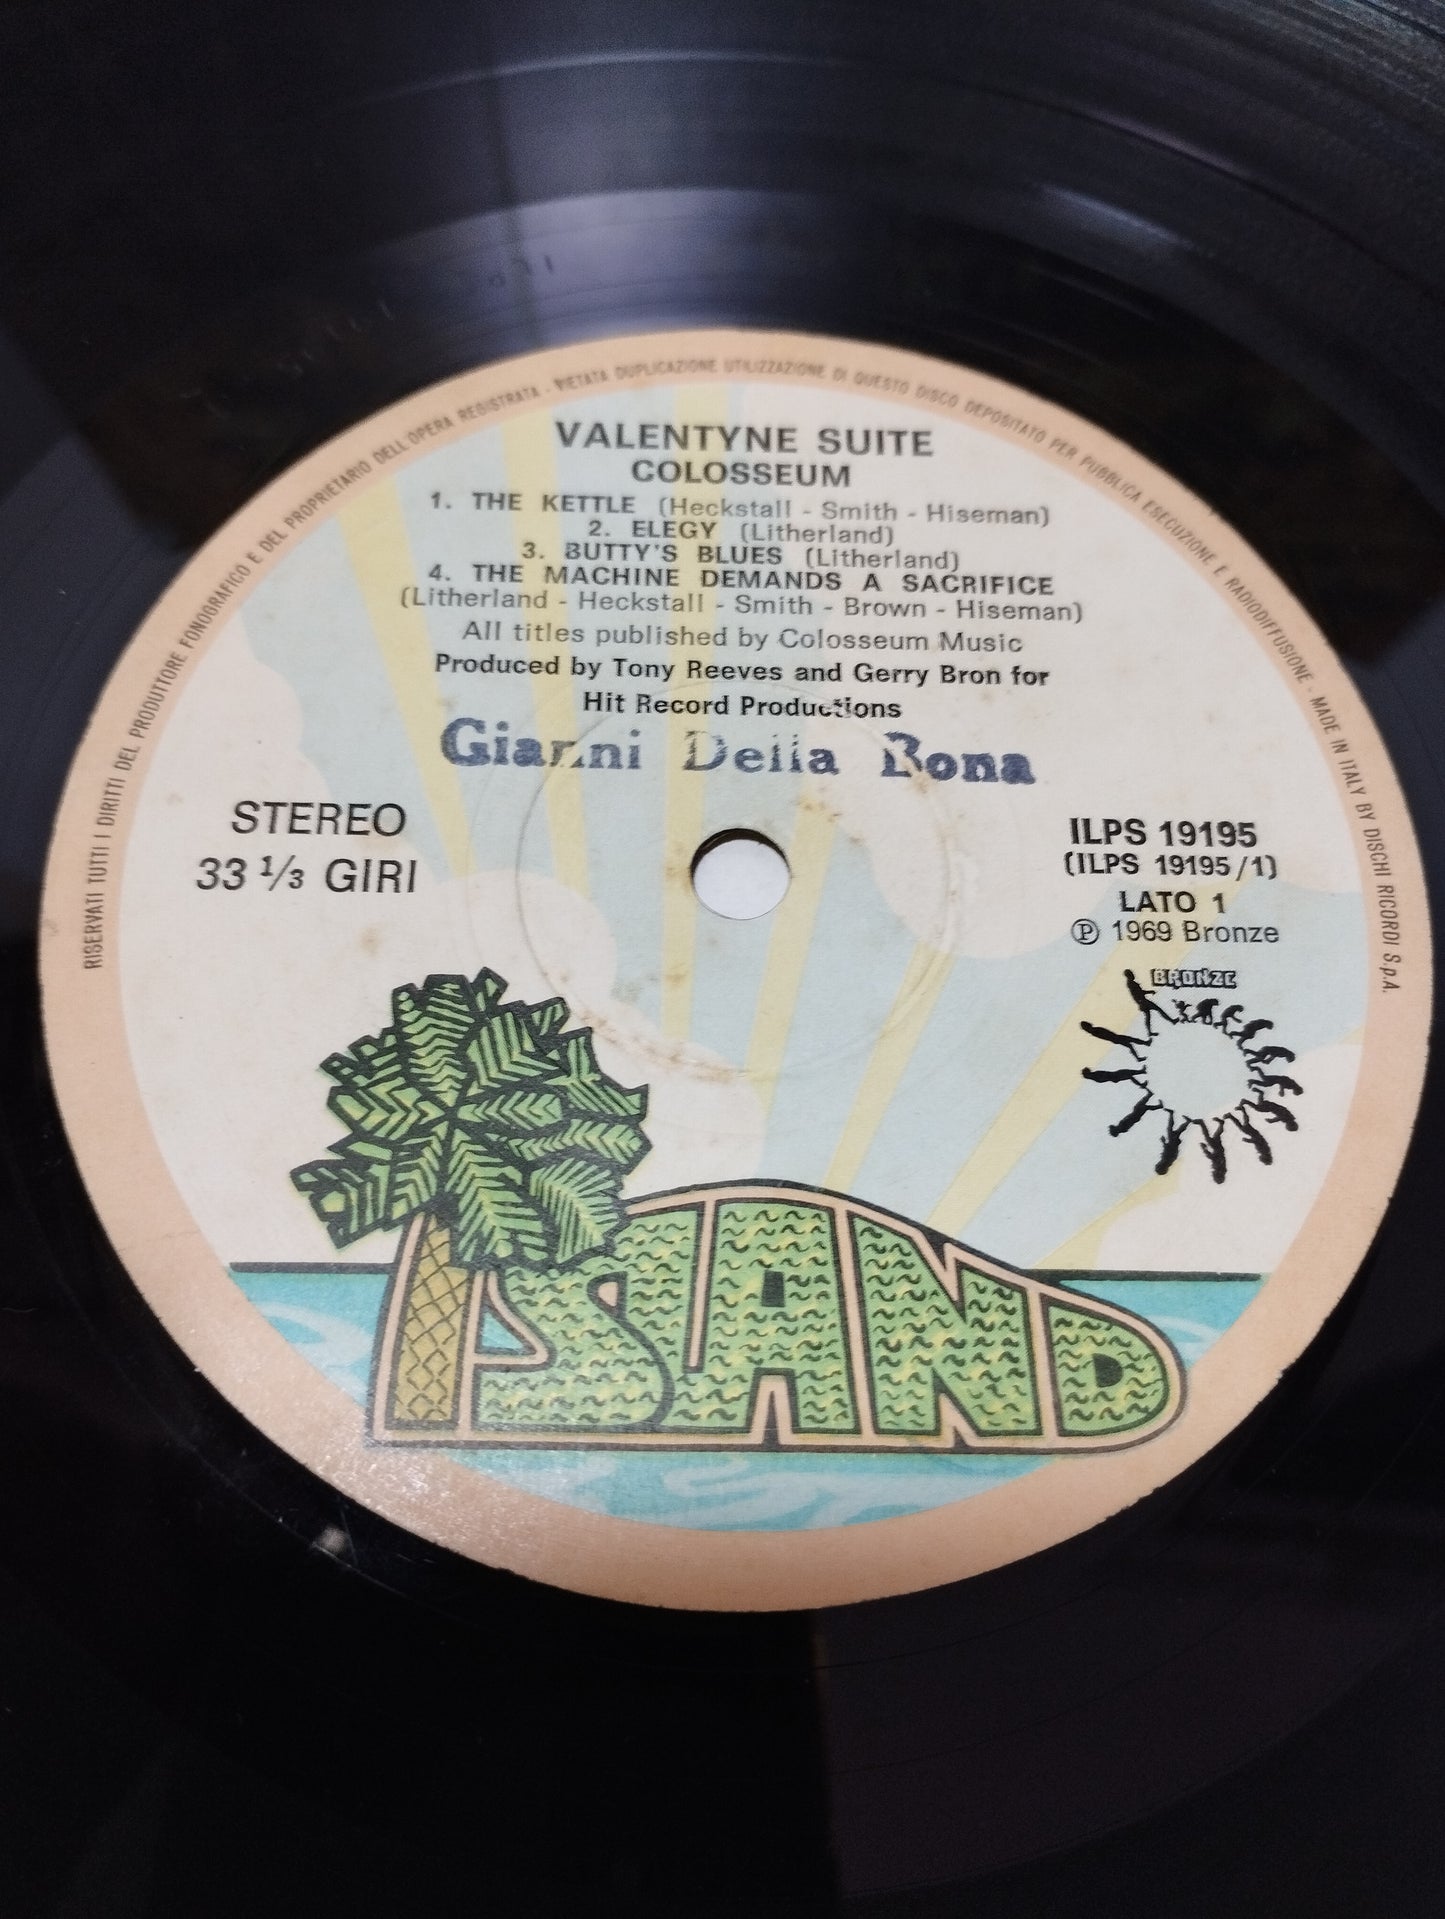 RISERVATI TUTTI I DIRITTI DEL PRODUTTORE FONOGRAFICO E DEL PROPRIETARIO DELL'OPERA REGISTRATA - VIETATA DUPLICAZIONE UTILIZZAZIONE DI QUESTO DISCO DEPOSITATO PER PUBBLICA ESECUZIONE E RADIODIFFUSIONE - MADE IN ITALY BY DISCHI RICORDI S.p.A.
VALENTYNE SUITE
COLOSSEUM
1. THE KETTLE (Heckstall - Smith - Hiseman)
2. ELEGY (Litherland)
3. BUTTY'S BLUES (Litherland)
4. THE MACHINE DEMANDS A SACRIFICE
(Litherland - Heckstall - Smith - Brown - Hiseman)
All titles published by Colosseum Music
Produced by Tony Reeves and Gerry Bron for
Hit Record Productions
Gianni Della Bona
STEREO
33 ⅓ GIRI
ILPS 19195
(ILPS 19195/1)
LATO 1
℗ 1969 Bronze
BRONZE
ISLAND